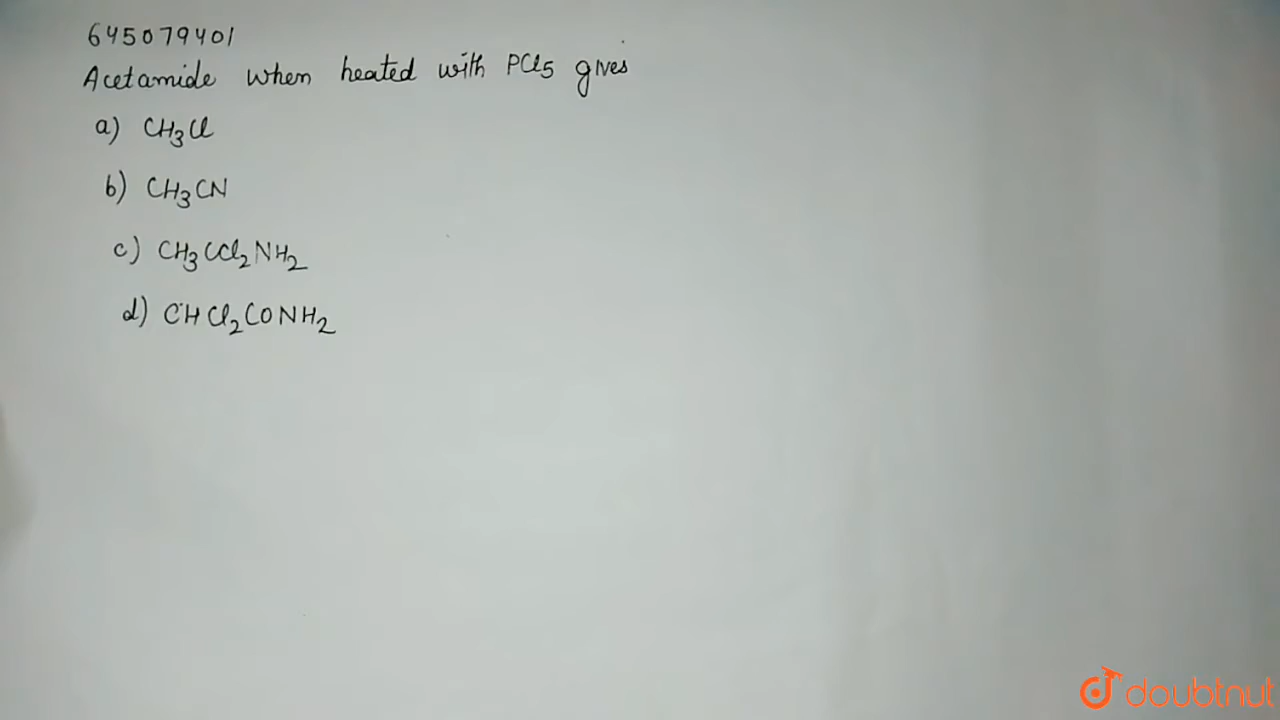 645079401
Acetamide when heated with PCl5 gives
a) CH3Cl
b) CH3CN
c) CH3CCl2NH2
d) CHCl2CONH2
doubtnut